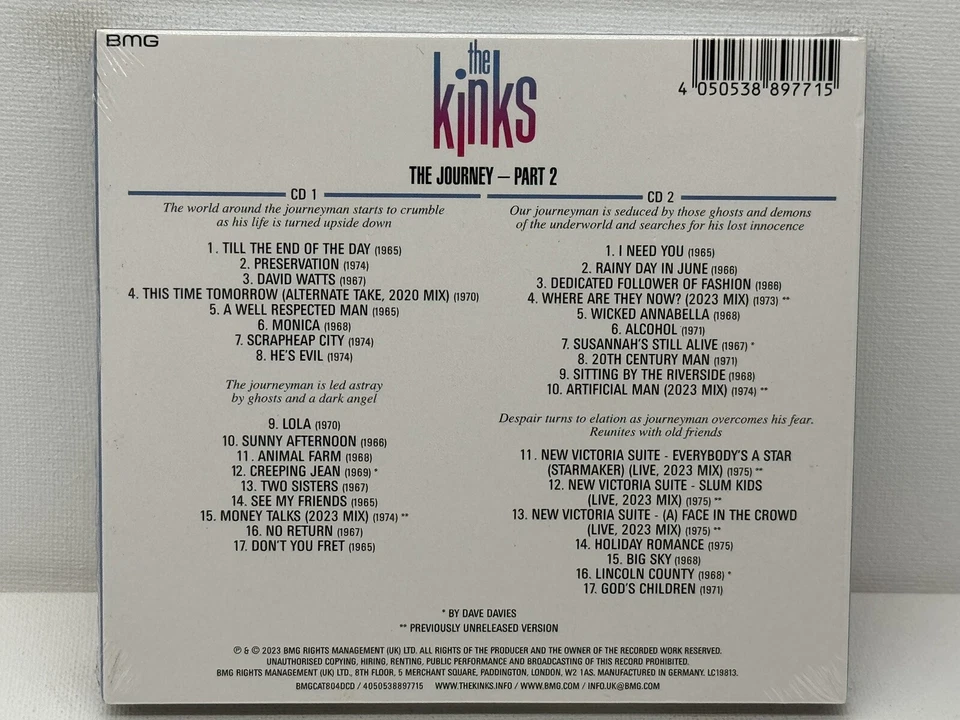 BMG
the
kinks
4 050538 897715
THE JOURNEY – PART 2
CD 1
The world around the journeyman starts to crumble
as his life is turned upside down
1. TILL THE END OF THE DAY (1965)
2. PRESERVATION (1974)
3. DAVID WATTS (1967)
4. THIS TIME TOMORROW (ALTERNATE TAKE, 2020 MIX) (1970)
5. A WELL RESPECTED MAN (1965)
6. MONICA (1968)
7. SCRAPHEAP CITY (1974)
8. HE'S EVIL (1974)
The journeyman is led astray
by ghosts and a dark angel
9. LOLA (1970)
10. SUNNY AFTERNOON (1966)
11. ANIMAL FARM (1968)
12. CREEPING JEAN (1969) *
13. TWO SISTERS (1967)
14. SEE MY FRIENDS (1965)
15. MONEY TALKS (2023 MIX) (1974) **
16. NO RETURN (1967)
17. DON'T YOU FRET (1965)
CD 2
Our journeyman is seduced by those ghosts and demons
of the underworld and searches for his lost innocence
1. I NEED YOU (1965)
2. RAINY DAY IN JUNE (1966)
3. DEDICATED FOLLOWER OF FASHION (1966)
4. WHERE ARE THEY NOW? (2023 MIX) (1973) **
5. WICKED ANNABELLA (1968)
6. ALCOHOL (1971)
7. SUSANNAH'S STILL ALIVE (1967) *
8. 20TH CENTURY MAN (1971)
9. SITTING BY THE RIVERSIDE (1968)
10. ARTIFICIAL MAN (2023 MIX) (1974) **
Despair turns to elation as journeyman overcomes his fear.
Reunites with old friends
11. NEW VICTORIA SUITE - EVERYBODY'S A STAR
(STARMAKER) (LIVE, 2023 MIX) (1975) **
12. NEW VICTORIA SUITE - SLUM KIDS
(LIVE, 2023 MIX) (1975) **
13. NEW VICTORIA SUITE - (A) FACE IN THE CROWD
(LIVE, 2023 MIX) (1975) **
14. HOLIDAY ROMANCE (1975)
15. BIG SKY (1968)
16. LINCOLN COUNTY (1968) *
17. GOD'S CHILDREN (1971)
* BY DAVE DAVIES
** PREVIOUSLY UNRELEASED VERSION
℗ & © 2023 BMG RIGHTS MANAGEMENT (UK) LTD. ALL RIGHTS OF THE PRODUCER AND THE OWNER OF THE RECORDED WORK RESERVED.
UNAUTHORISED COPYING, HIRING, RENTING, PUBLIC PERFORMANCE AND BROADCASTING OF THIS RECORD PROHIBITED.
BMG RIGHTS MANAGEMENT (UK) LTD., 8TH FLOOR, 5 MERCHANT SQUARE, PADDINGTON, LONDON, W2 1AS. MANUFACTURED IN GERMANY. LC19813.
BMGCAT804DCD / 4050538897715 WWW.THEKINKS.INFO / WWW.BMG.COM / INFO.UK@BMG.COM